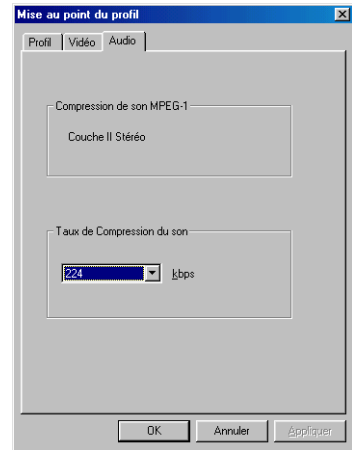 Mise au point du profil
Profil Vidéo Audio
Compression de son MPEG-1
Couche II Stéréo
Taux de Compression du son
224 kbps
OK Annuler Appliquer